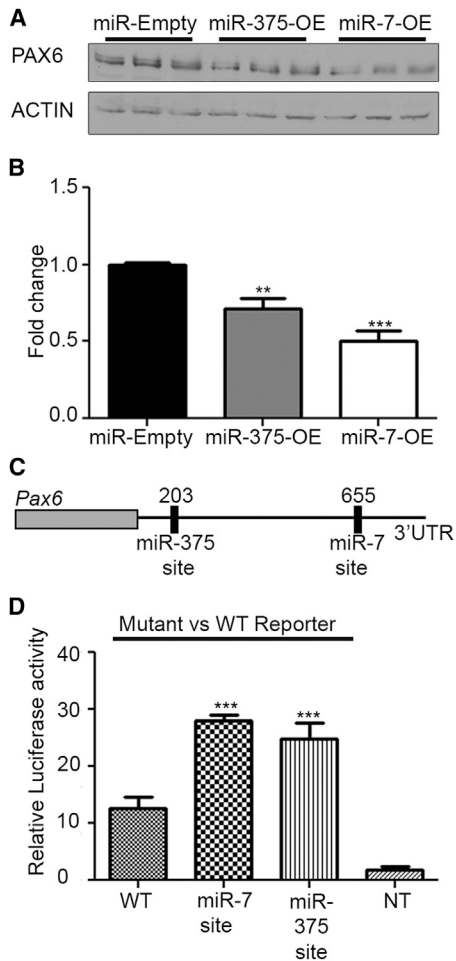 A
miR-Empty miR-375-OE miR-7-OE
PAX6
ACTIN
B
Fold change
1.5
1.0
0.5
0.0
**
***
miR-Empty miR-375-OE miR-7-OE
C
Pax6
203 655
miR-375 site
miR-7 site
3'UTR
D
Mutant vs WT Reporter
Relative Luciferase activity
40
30
20
10
0
***
***
WT
miR-7 site
miR-375 site
NT